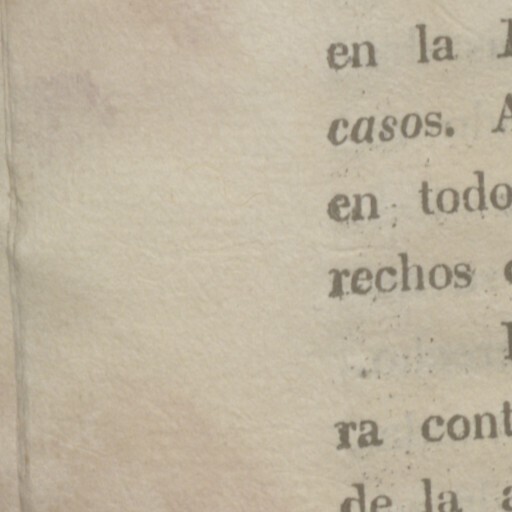 en la
casos. A
en todo
rechos
ra cont
de la a